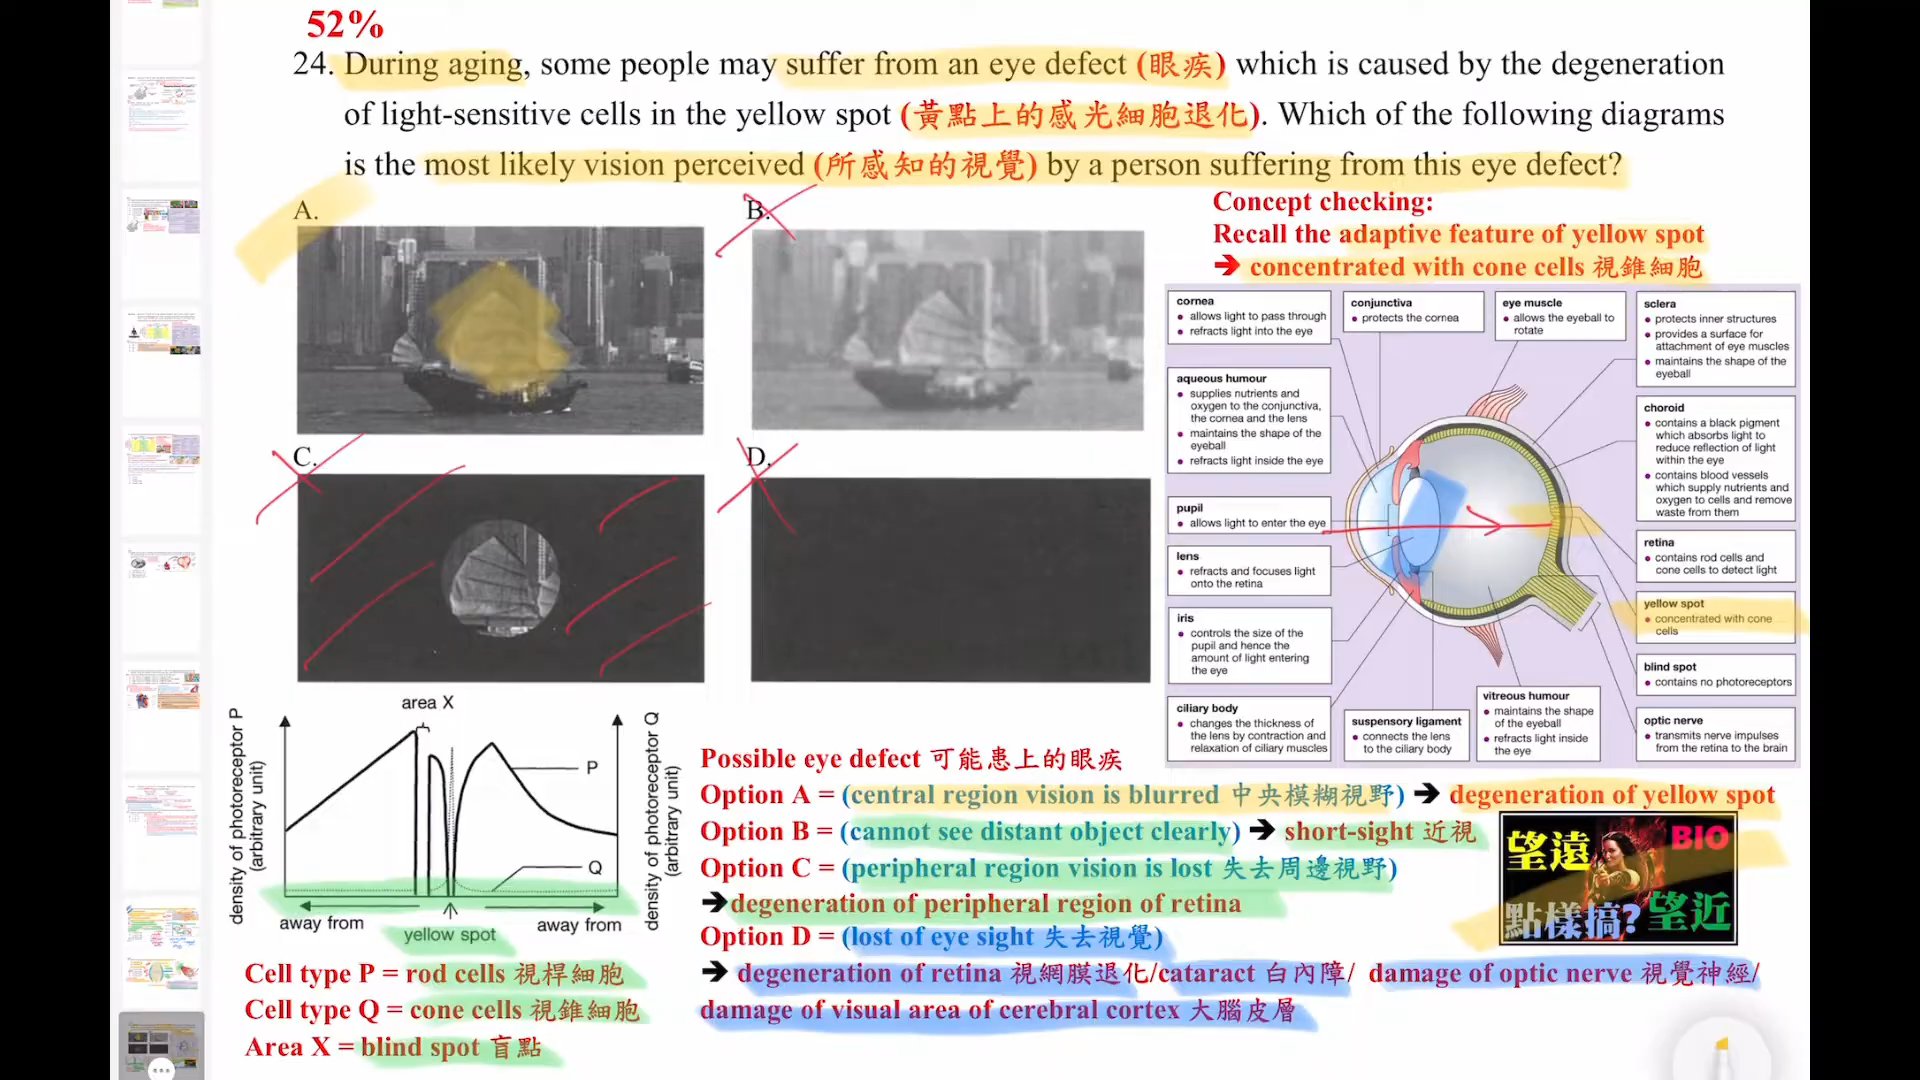 52%
24. During aging, some people may suffer from an eye defect (眼疾) which is caused by the degeneration
of light-sensitive cells in the yellow spot (黃點上的感光細胞退化). Which of the following diagrams
is the most likely vision perceived (所感知的視覺) by a person suffering from this eye defect?
A.
B.
C.
D.
Concept checking:
Recall the adaptive feature of yellow spot
➔ concentrated with cone cells 視錐細胞
cornea
• allows light to pass through
• refracts light into the eye
conjunctiva
• protects the cornea
eye muscle
• allows the eyeball to
rotate
sclera
• protects inner structures
• provides a surface for
attachment of eye muscles
• maintains the shape of the
eyeball
aqueous humour
• supplies nutrients and
oxygen to the conjunctiva,
the cornea and the lens
• maintains the shape of the
eyeball
• refracts light inside the eye
choroid
• contains a black pigment
which absorbs light to
reduce reflection of light
within the eye
• contains blood vessels
which supply nutrients and
oxygen to cells and remove
waste from them
pupil
• allows light to enter the eye
lens
• refracts and focuses light
onto the retina
retina
• contains rod cells and
cone cells to detect light
iris
• controls the size of the
pupil and hence the
amount of light entering
the eye
yellow spot
• concentrated with cone
cells
blind spot
• contains no photoreceptors
ciliary body
• changes the thickness of
the lens by contraction and
relaxation of ciliary muscles
suspensory ligament
• connects the lens
to the ciliary body
vitreous humour
• maintains the shape
of the eyeball
• refracts light inside
the eye
optic nerve
• transmits nerve impulses
from the retina to the brain
area X
density of photoreceptor P
(arbitrary unit)
P
Q
density of photoreceptor Q
(arbitrary unit)
away from
yellow spot
away from
Cell type P = rod cells 視桿細胞
Cell type Q = cone cells 視錐細胞
Area X = blind spot 盲點
Possible eye defect 可能患上的眼疾
Option A = (central region vision is blurred 中央模糊視野) ➔ degeneration of yellow spot
Option B = (cannot see distant object clearly) ➔ short-sight 近視
Option C = (peripheral region vision is lost 失去周邊視野)
➔degeneration of peripheral region of retina
Option D = (lost of eye sight 失去視覺)
➔ degeneration of retina 視網膜退化/cataract 白內障/ damage of optic nerve 視覺神經/
damage of visual area of cerebral cortex 大腦皮層
望遠
BIO
點樣搞?
望近